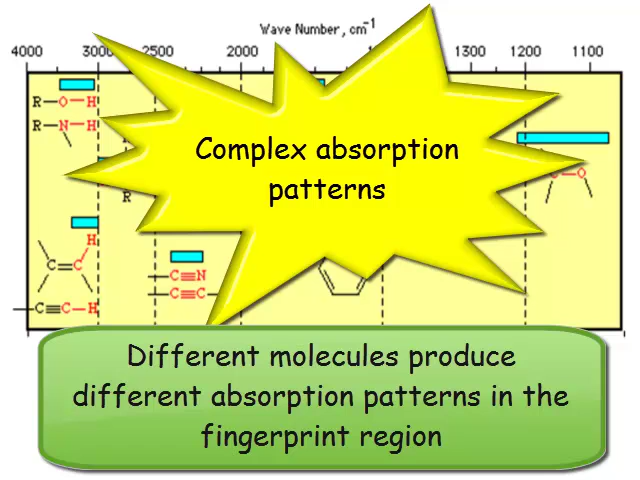 Wave Number, cm⁻¹
4000 3000 2500 2000 1300 1200 1100
R—O—H
R—N—H
Complex absorption
patterns
R
O
H
C=C
C≡N
C≡C
C≡C—H
Different molecules produce
different absorption patterns in the
fingerprint region